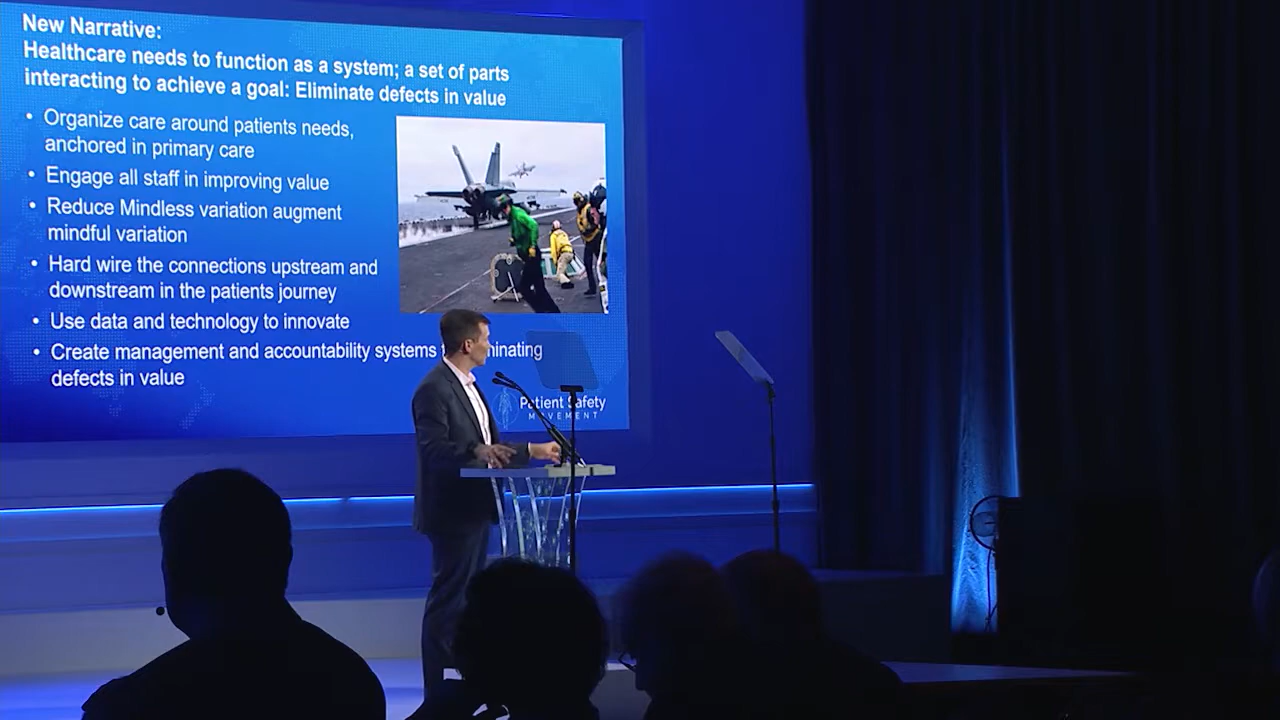 New Narrative:
Healthcare needs to function as a system; a set of parts
interacting to achieve a goal: Eliminate defects in value
• Organize care around patients needs,
anchored in primary care
• Engage all staff in improving value
• Reduce Mindless variation augment
mindful variation
• Hard wire the connections upstream and
downstream in the patients journey
• Use data and technology to innovate
• Create management and accountability systems
defects in value
Patient Safety
MOVEMENT